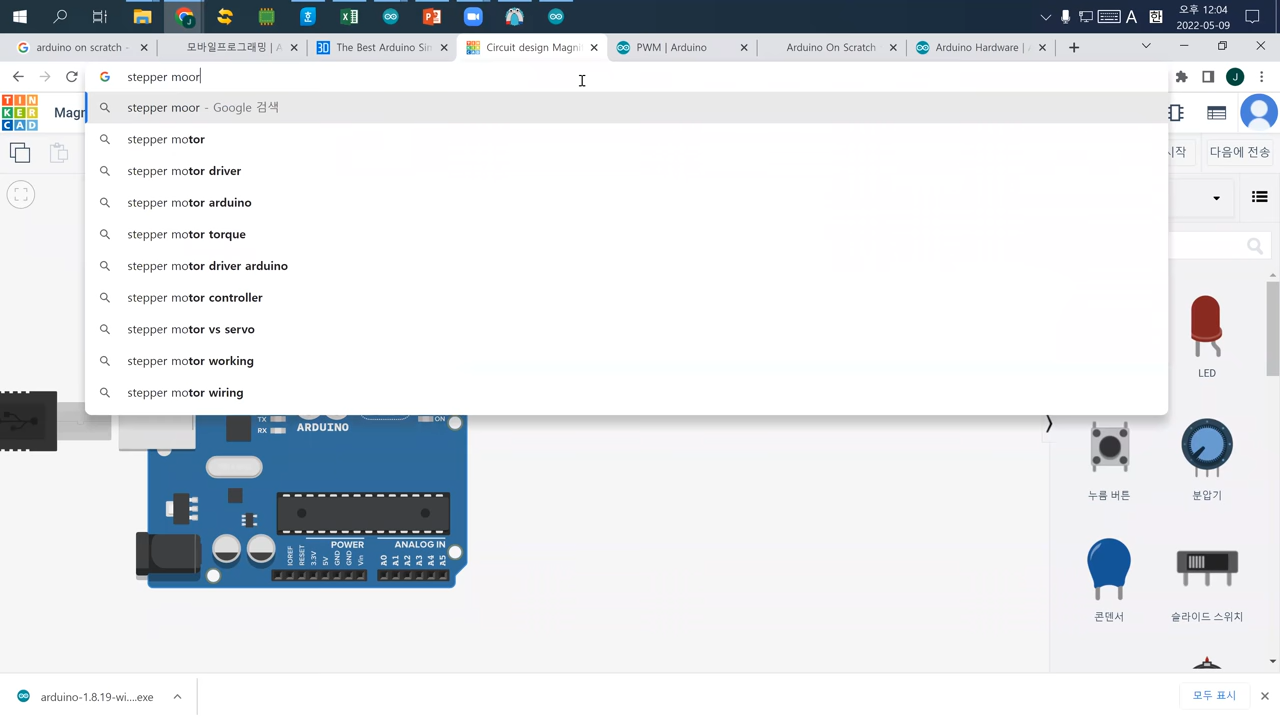 A 한 오후 12:04
2022-05-09
arduino on scratch -
모바일프로그래밍 | A
The Best Arduino Sin
Circuit design Magni
PWM | Arduino
Arduino On Scratch
Arduino Hardware | A
stepper moor
J
TINKERCAD
Magn
stepper moor - Google 검색
stepper motor
stepper motor driver
시작
다음에 전송
stepper motor arduino
stepper motor torque
stepper motor driver arduino
stepper motor controller
stepper motor vs servo
stepper motor working
LED
stepper motor wiring
TX
RX
ARDUINO
ON
누름 버튼
분압기
POWER
ANALOG IN
IOREF
RESET
3.3V
5V
GND
GND
Vin
A0
A1
A2
A3
A4
A5
콘덴서
슬라이드 스위치
arduino-1.8.19-wi....exe
모두 표시